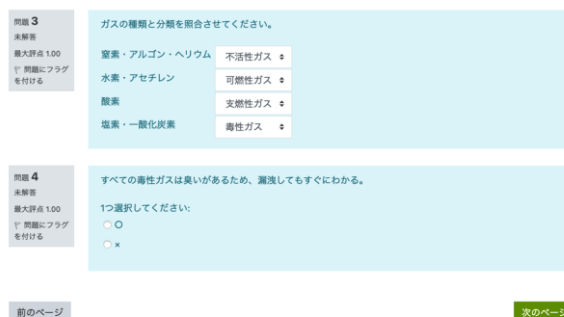 問題 3
未解答
最大評点 1.00
問題にフラグを付ける
ガスの種類と分類を照合させてください。
窒素・アルゴン・ヘリウム 不活性ガス
水素・アセチレン 可燃性ガス
酸素 支燃性ガス
塩素・一酸化炭素 毒性ガス
問題 4
未解答
最大評点 1.00
問題にフラグを付ける
すべての毒性ガスは臭いがあるため、漏洩してもすぐにわかる。
1つ選択してください:
○
×
前のページ
次のページ